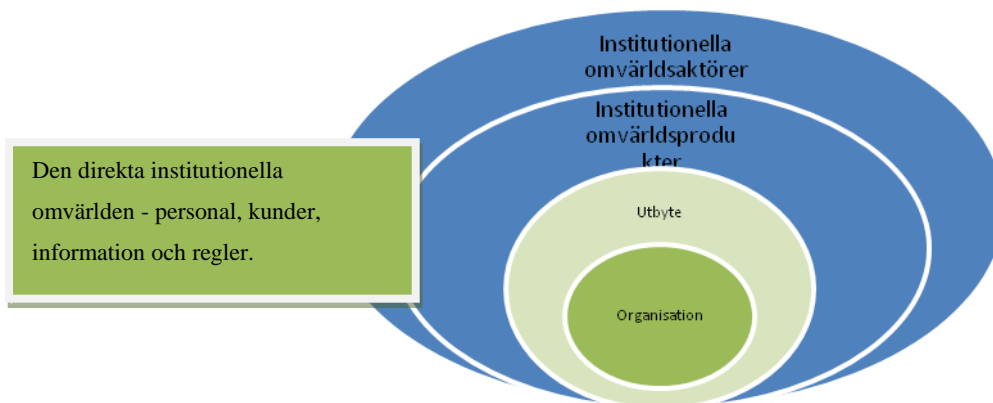 Institutionella
omvärldsaktörer
Institutionella
omvärldsprodu
kter
Den direkta institutionella
omvärlden - personal, kunder,
information och regler.
Utbyte
Organisation